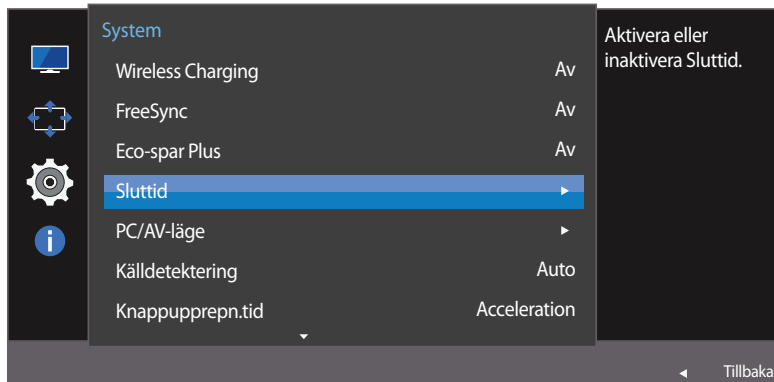 System
Wireless Charging Av
FreeSync Av
Eco-spar Plus Av
Sluttid
PC/AV-läge
Källdetektering Auto
Knappupprepn.tid Acceleration
Aktivera eller
inaktivera Sluttid.
Tillbaka